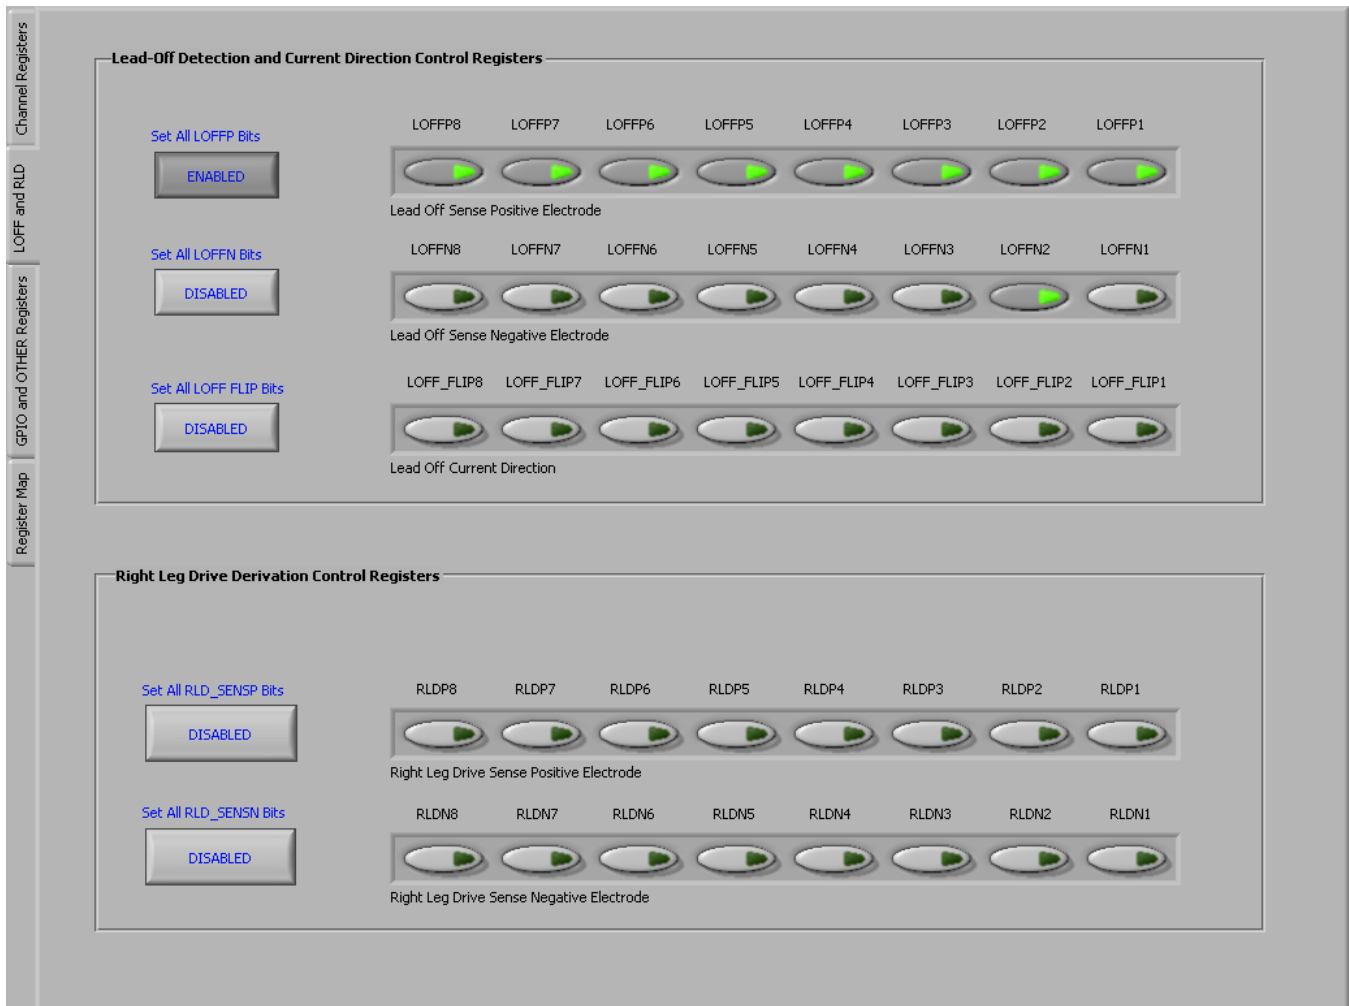 Channel Registers
LOFF and RLD
GPIO and OTHER Registers
Register Map
Lead-Off Detection and Current Direction Control Registers
Set All LOFFP Bits
ENABLED
LOFFP8 LOFFP7 LOFFP6 LOFFP5 LOFFP4 LOFFP3 LOFFP2 LOFFP1
Lead Off Sense Positive Electrode
Set All LOFFN Bits
DISABLED
LOFFN8 LOFFN7 LOFFN6 LOFFN5 LOFFN4 LOFFN3 LOFFN2 LOFFN1
Lead Off Sense Negative Electrode
Set All LOFF FLIP Bits
DISABLED
LOFF_FLIP8 LOFF_FLIP7 LOFF_FLIP6 LOFF_FLIP5 LOFF_FLIP4 LOFF_FLIP3 LOFF_FLIP2 LOFF_FLIP1
Lead Off Current Direction
Right Leg Drive Derivation Control Registers
Set All RLD_SENSP Bits
DISABLED
RLDP8 RLDP7 RLDP6 RLDP5 RLDP4 RLDP3 RLDP2 RLDP1
Right Leg Drive Sense Positive Electrode
Set All RLD_SENSN Bits
DISABLED
RLDN8 RLDN7 RLDN6 RLDN5 RLDN4 RLDN3 RLDN2 RLDN1
Right Leg Drive Sense Negative Electrode